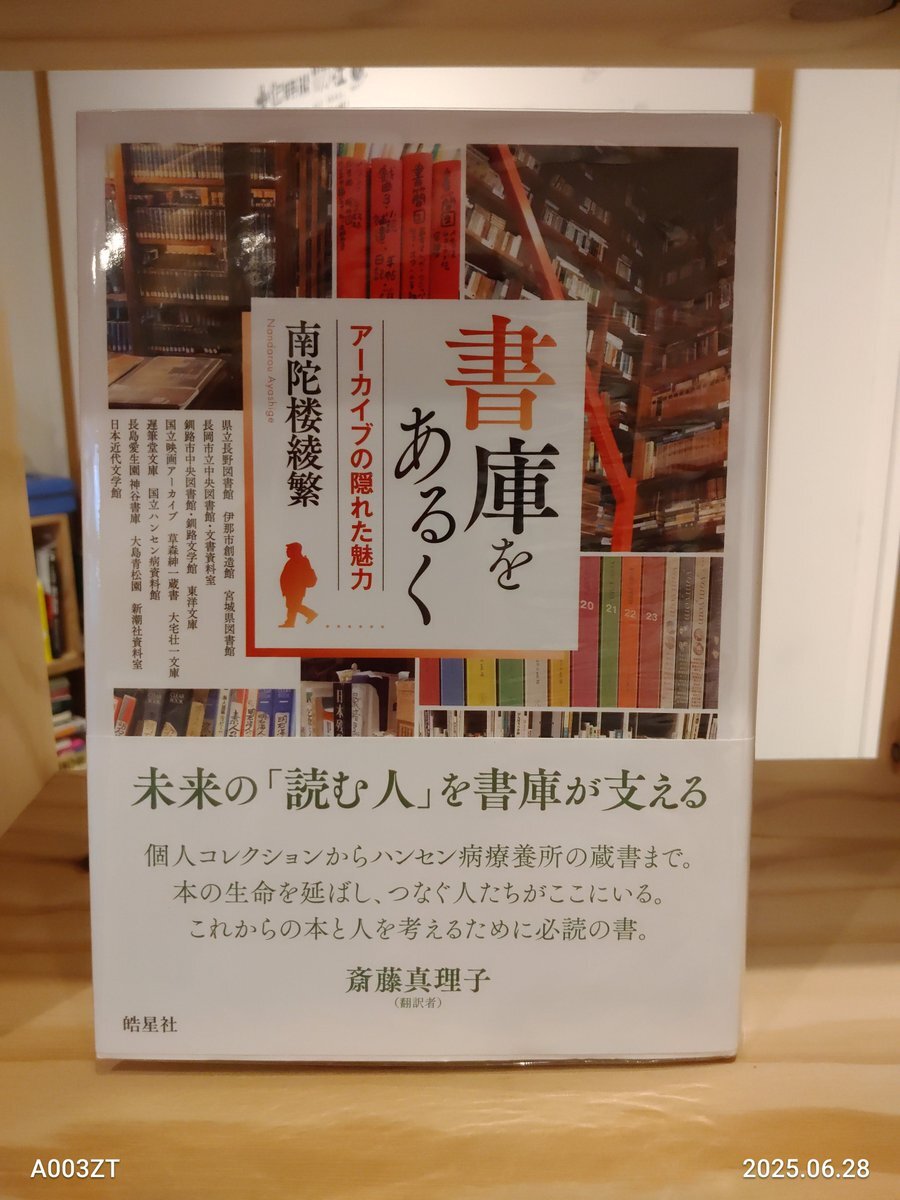 書庫を
あるく
アーカイブの隠れた魅力
南陀楼綾繁
Nandarou Ayashige
県立長野図書館 伊那市創造館 宮城県図書館
長岡市立中央図書館・文書資料室
釧路市中央図書館・釧路文学館 東洋文庫
国立映画アーカイブ 草森紳一蔵書 大宅壮一文庫
遅筆堂文庫 国立ハンセン病資料館
長島愛生園 神谷書庫 大島青松園 新潮社資料室
日本近代文学館
20
21
22
23
未来の「読む人」を書庫が支える
個人コレクションからハンセン病療養所の蔵書まで。
本の生命を延ばし、つなぐ人たちがここにいる。
これからの本と人を考えるために必読の書。
斎藤真理子
(翻訳者)
皓星社
A003ZT
2025.06.28